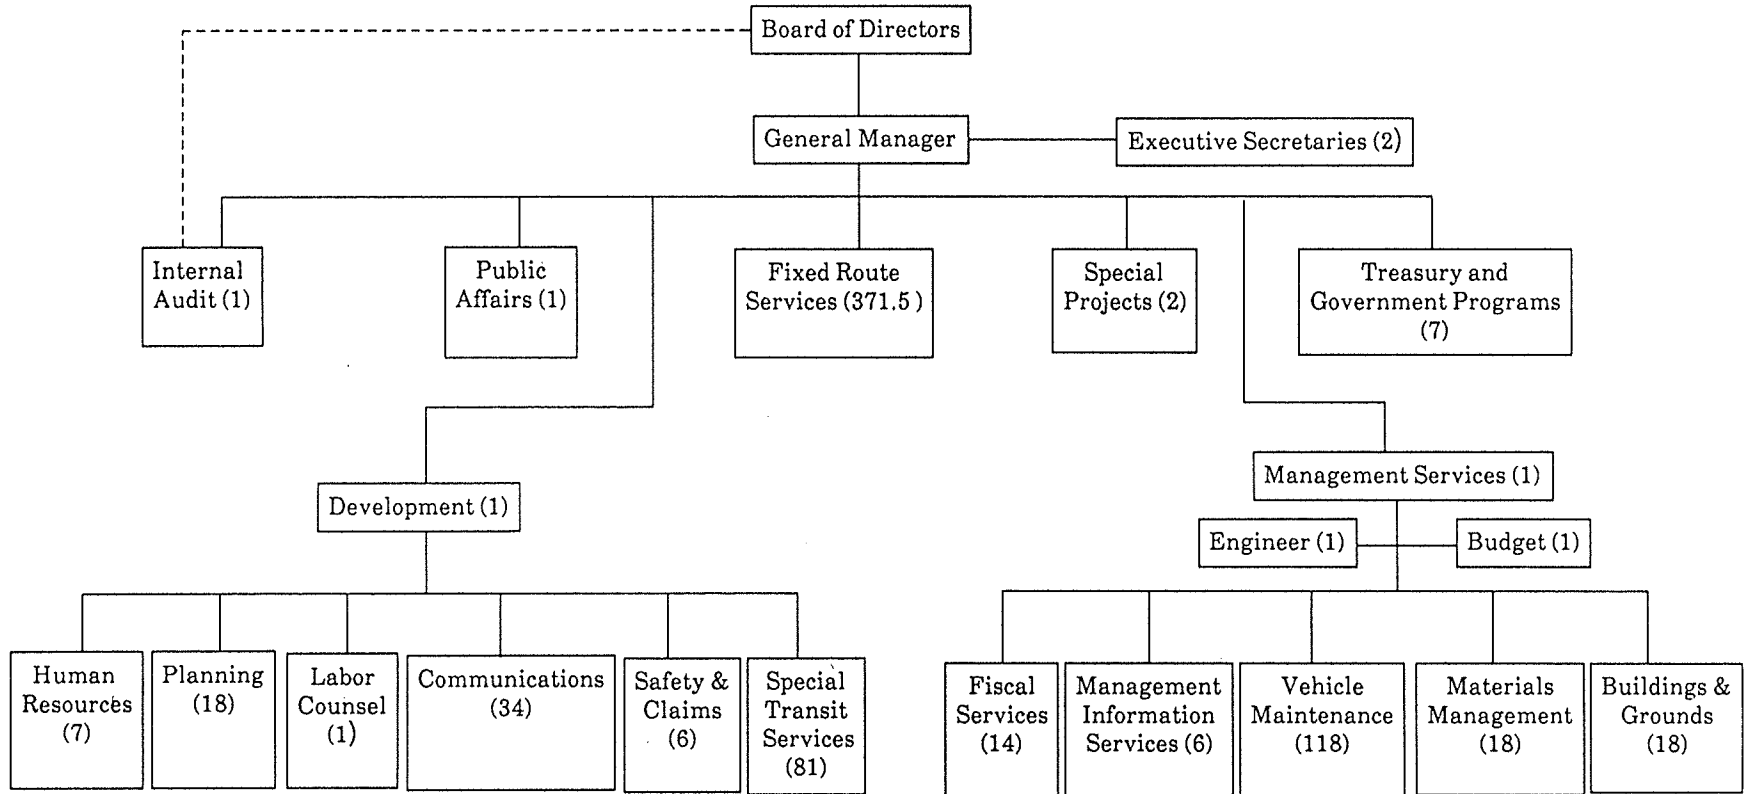 Board of Directors
General Manager
Executive Secretaries (2)
Internal
Audit (1)
Public
Affairs (1)
Fixed Route
Services (371.5)
Special
Projects (2)
Treasury and
Government Programs
(7)
Development (1)
Management Services (1)
Engineer (1)
Budget (1)
Human
Resources
(7)
Planning
(18)
Labor
Counsel
(1)
Communications
(34)
Safety &
Claims
(6)
Special
Transit
Services
(81)
Fiscal
Services
(14)
Management
Information
Services (6)
Vehicle
Maintenance
(118)
Materials
Management
(18)
Buildings &
Grounds
(18)